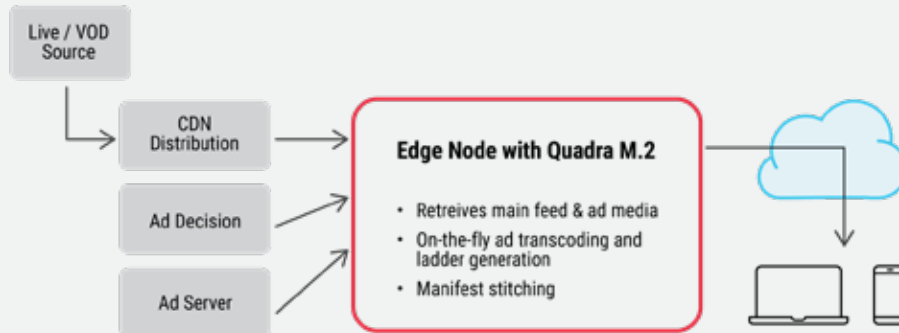 Live / VOD
Source
CDN
Distribution
Edge Node with Quadra M.2
Ad Decision
• Retreives main feed & ad media
• On-the-fly ad transcoding and
ladder generation
• Manifest stitching
Ad Server